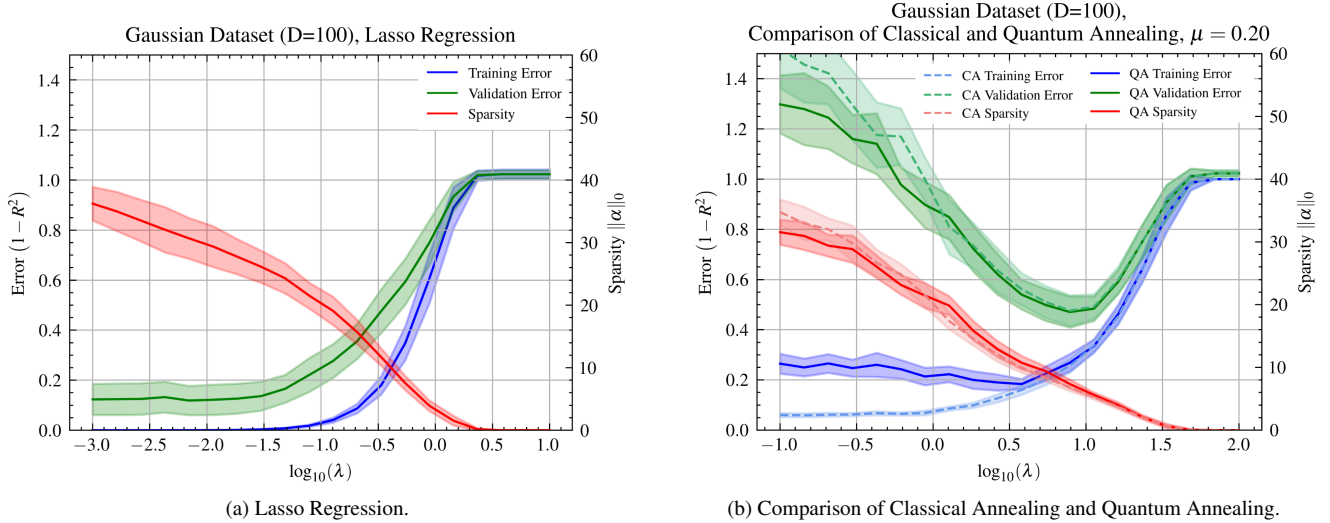 Gaussian Dataset (D=100), Lasso Regression
1.4
1.2
1.0
0.8
0.6
0.4
0.2
0.0
Error (1 − R²)
60
50
40
30
20
10
0
Sparsity ||α||₀
Training Error
Validation Error
Sparsity
−3.0 −2.5 −2.0 −1.5 −1.0 −0.5 0.0 0.5 1.0
log₁₀(λ)
(a) Lasso Regression.
Gaussian Dataset (D=100),
Comparison of Classical and Quantum Annealing, μ = 0.20
1.4
1.2
1.0
0.8
0.6
0.4
0.2
0.0
Error (1 − R²)
60
50
40
30
20
10
0
Sparsity ||α||₀
CA Training Error
CA Validation Error
CA Sparsity
QA Training Error
QA Validation Error
QA Sparsity
−1.0 −0.5 0.0 0.5 1.0 1.5 2.0
log₁₀(λ)
(b) Comparison of Classical Annealing and Quantum Annealing.